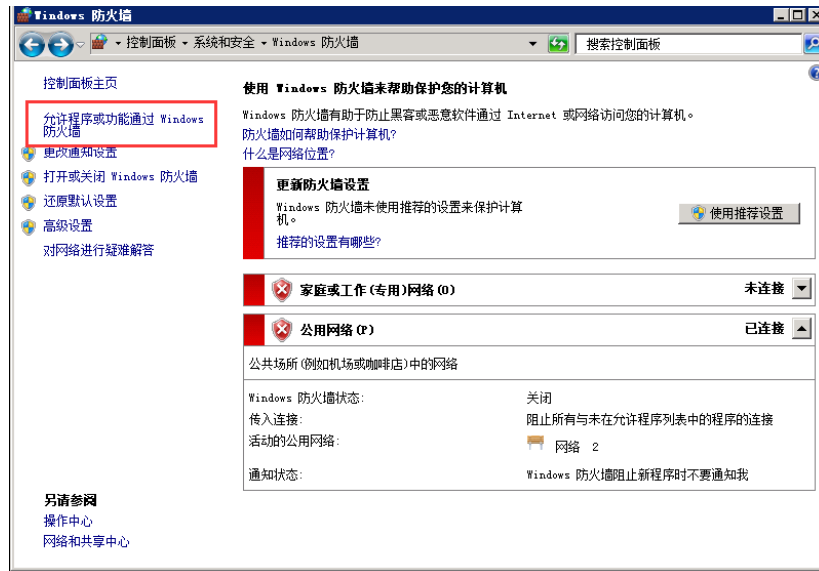 Windows 防火墙
控制面板 系统和安全 Windows 防火墙
搜索控制面板
控制面板主页
允许程序或功能通过 Windows
防火墙
更改通知设置
打开或关闭 Windows 防火墙
还原默认设置
高级设置
对网络进行疑难解答
使用 Windows 防火墙来帮助保护您的计算机
Windows 防火墙有助于防止黑客或恶意软件通过 Internet 或网络访问您的计算机。
防火墙如何帮助保护计算机?
什么是网络位置?
更新防火墙设置
Windows 防火墙未使用推荐的设置来保护计算
机。
使用推荐设置
推荐的设置有哪些?
家庭或工作(专用)网络(O)
未连接
公用网络(P)
已连接
公共场所(例如机场或咖啡店)中的网络
Windows 防火墙状态:
关闭
传入连接:
阻止所有与未在允许程序列表中的程序的连接
活动的公用网络:
网络 2
通知状态:
Windows 防火墙阻止新程序时不要通知我
另请参阅
操作中心
网络和共享中心